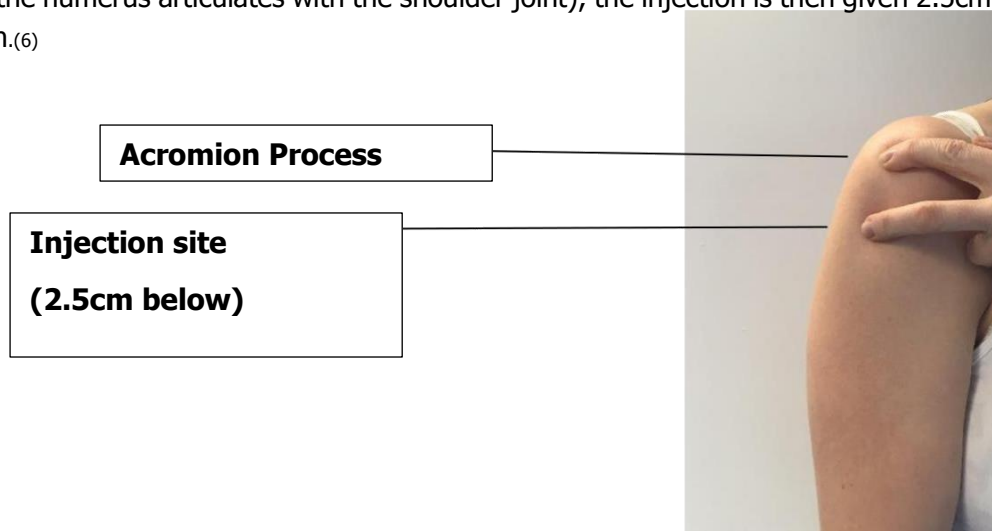 the humerus articulates with the shoulder joint), the injection is then given 2.5cm
.(6)
Acromion Process
Injection site
(2.5cm below)